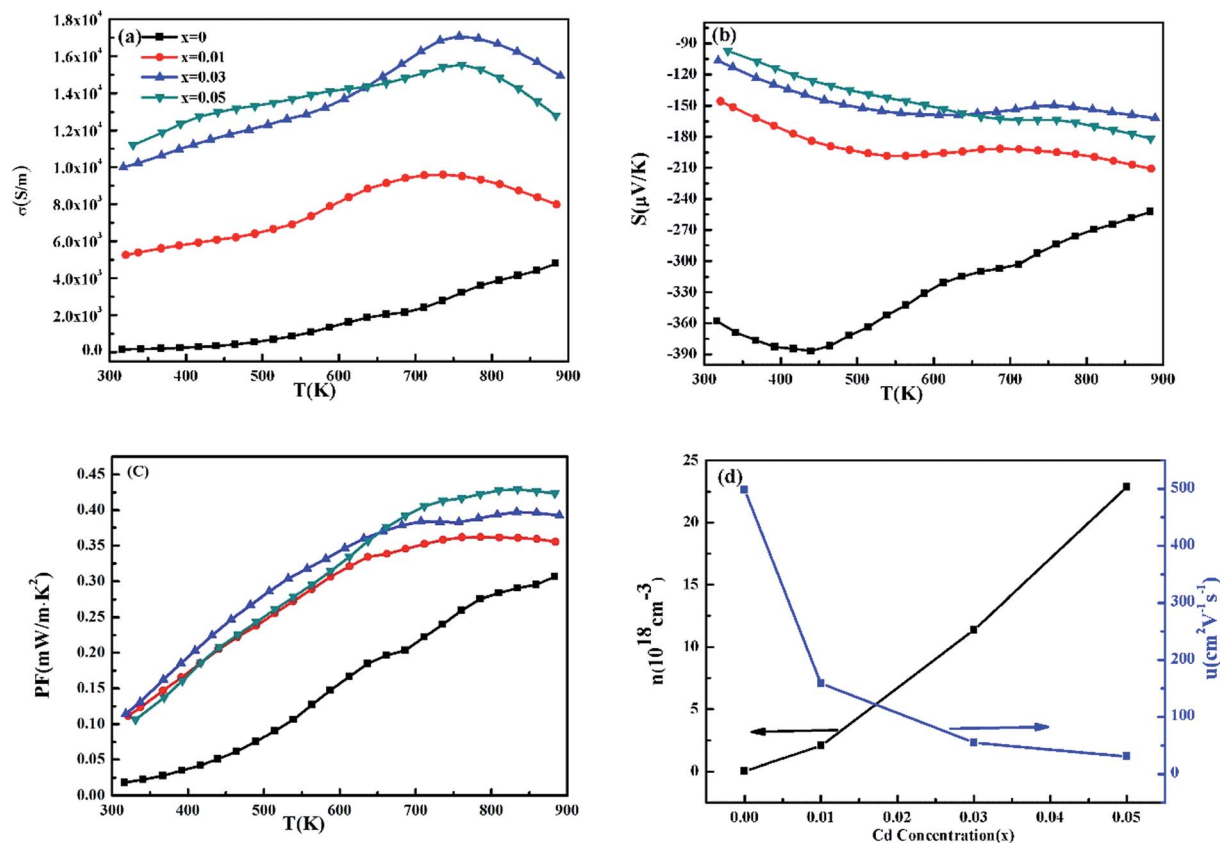 (a)
x=0
x=0.01
x=0.03
x=0.05
1.8x10⁴
1.6x10⁴
1.4x10⁴
1.2x10⁴
1.0x10⁴
8.0x10³
6.0x10³
4.0x10³
2.0x10³
0.0
σ(S/m)
300 400 500 600 700 800 900
T(K)
(b)
-90
-120
-150
-180
-210
-240
-270
-300
-330
-360
-390
S(µV/K)
300 400 500 600 700 800 900
T(K)
(C)
0.45
0.40
0.35
0.30
0.25
0.20
0.15
0.10
0.05
0.00
PF(mW/m·K²)
300 400 500 600 700 800 900
T(K)
(d)
25
20
15
10
5
0
n(10¹⁸cm⁻³
500
400
300
200
100
0
u(cm²V⁻¹s⁻¹)
0.00 0.01 0.02 0.03 0.04 0.05
Cd Concentration(x)